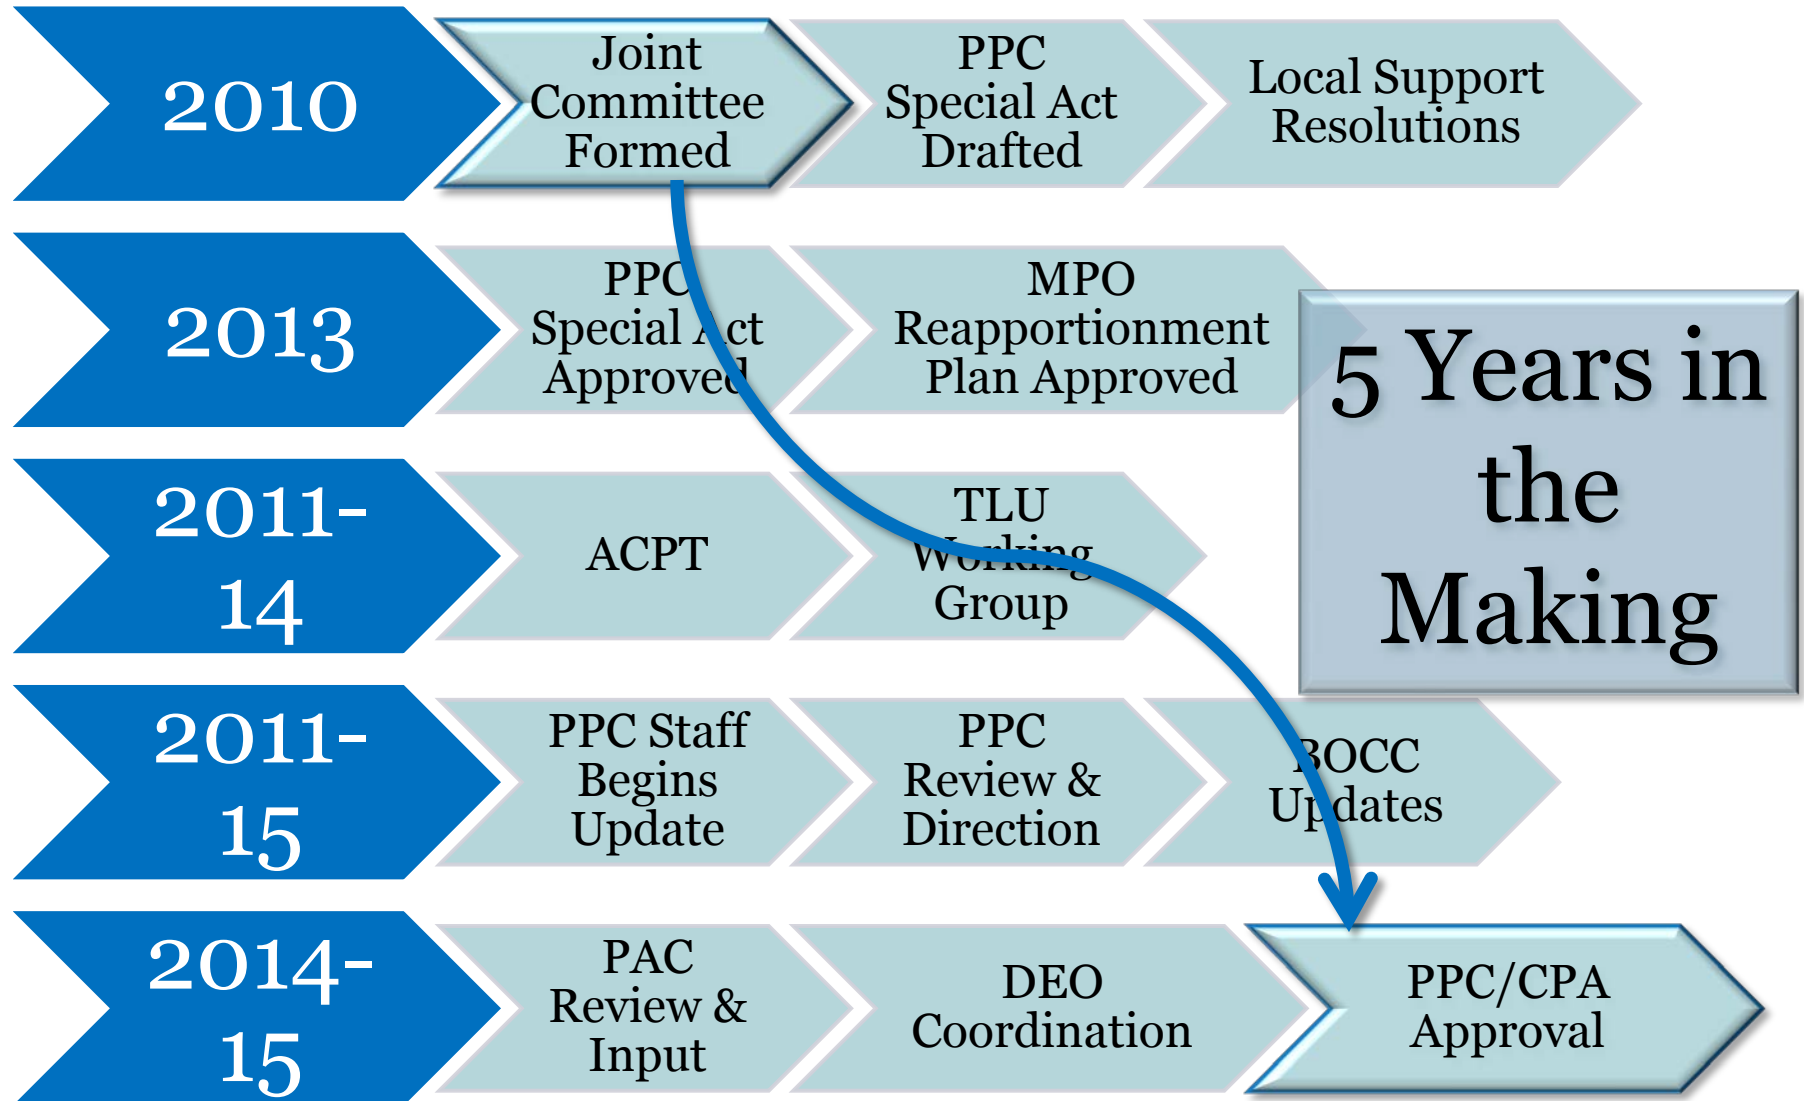 2010
Joint
Committee
Formed
PPC
Special Act
Drafted
Local Support
Resolutions
2013
PPC
Special Act
Approved
MPO
Reapportionment
Plan Approved
5 Years in
the
Making
2011-
14
ACPT
TLU
Working
Group
2011-
15
PPC Staff
Begins
Update
PPC
Review &
Direction
BOCC
Updates
2014-
15
PAC
Review &
Input
DEO
Coordination
PPC/CPA
Approval